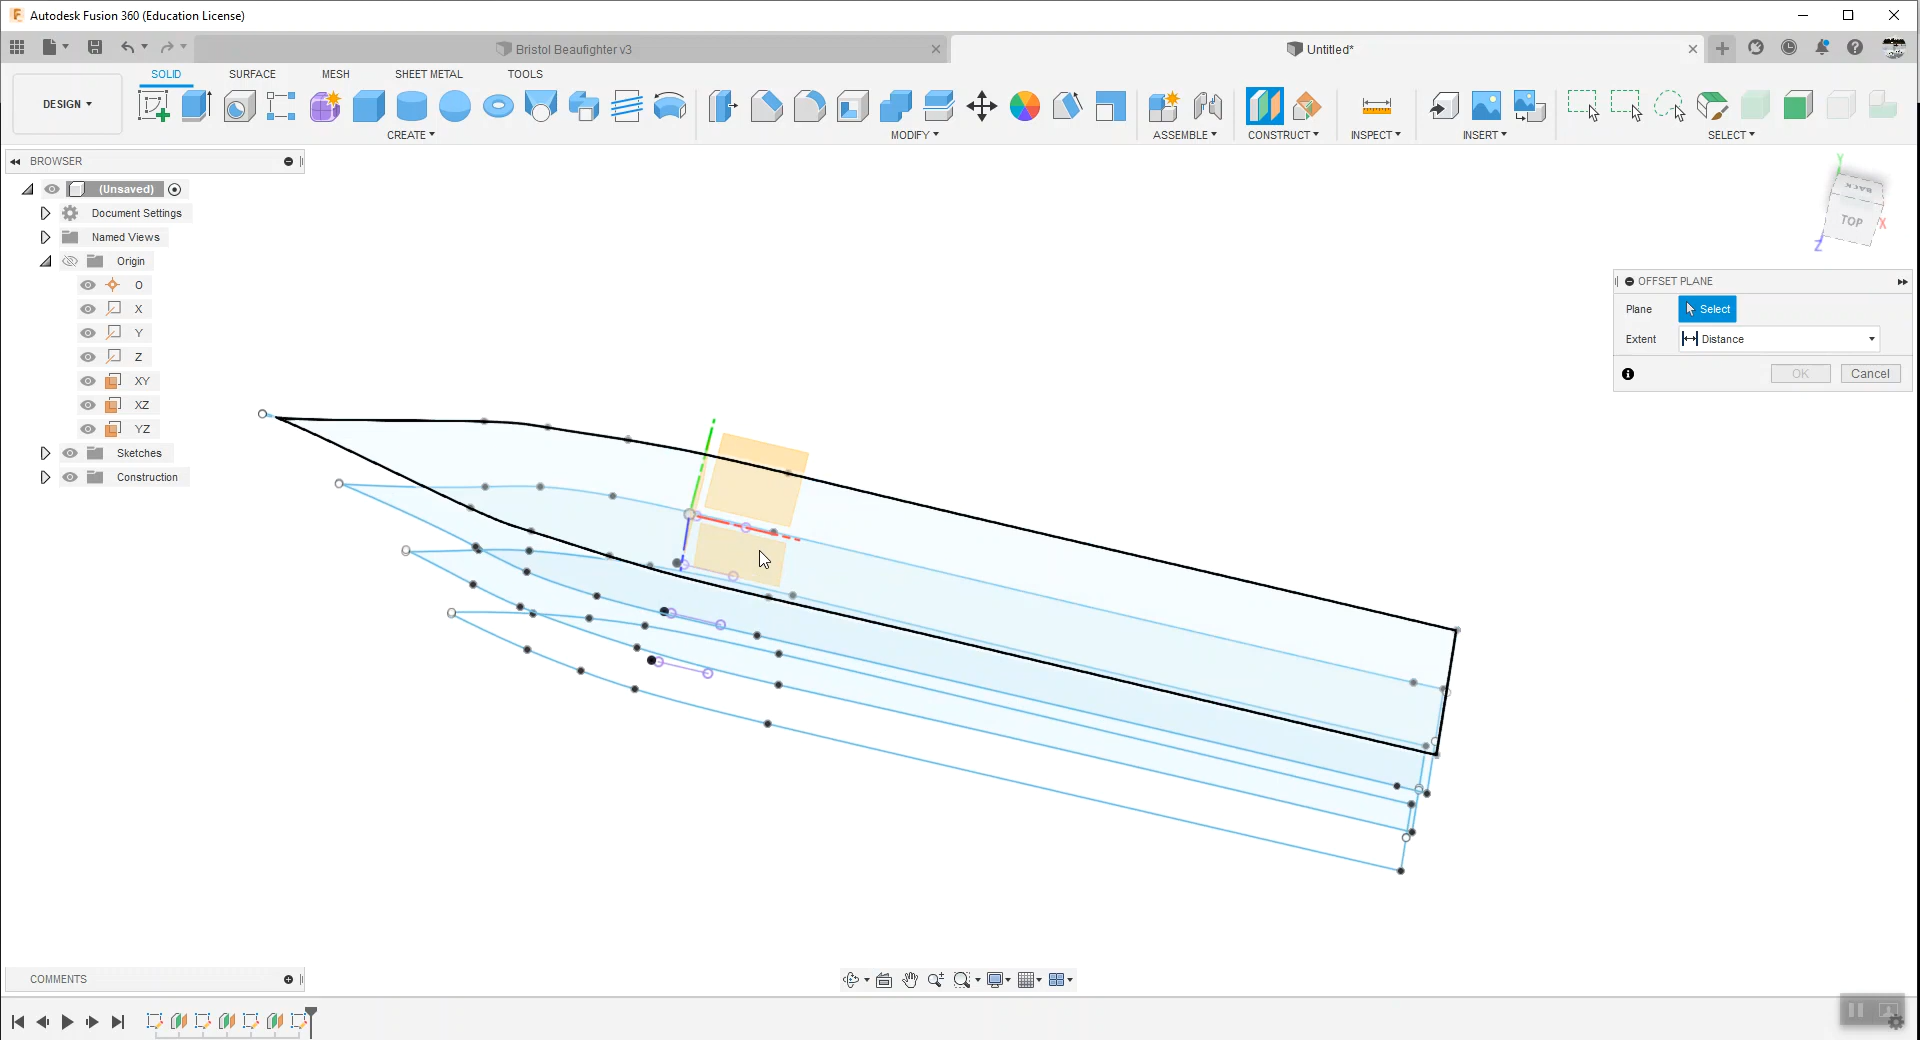 Autodesk Fusion 360 (Education License)
Bristol Beaufighter v3
Untitled*
SOLID SURFACE MESH SHEET METAL TOOLS
DESIGN
CREATE MODIFY ASSEMBLE CONSTRUCT INSPECT INSERT SELECT
BROWSER
(Unsaved)
Document Settings
Named Views
Origin
O
X
Y
Z
XY
XZ
YZ
Sketches
Construction
Y
BACK
TOP
X
Z
OFFSET PLANE
Plane Select
Extent Distance
OK Cancel
COMMENTS